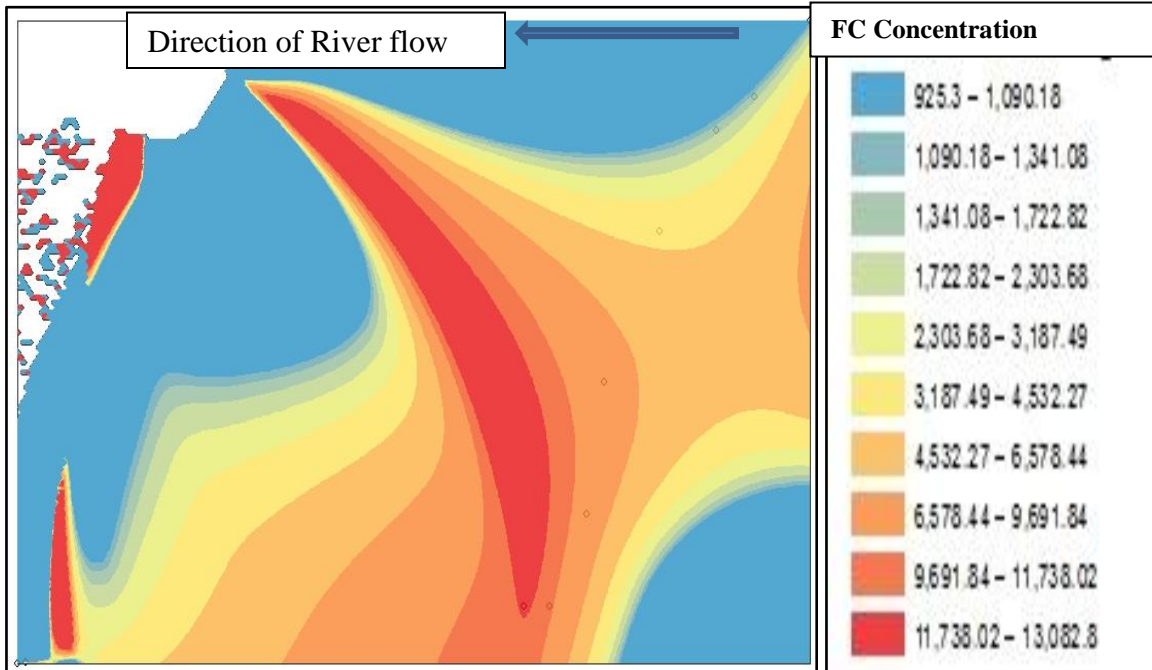 Direction of River flow
FC Concentration
925.3 – 1,090.18
1,090.18 – 1,341.08
1,341.08 – 1,722.82
1,722.82 – 2,303.68
2,303.68 – 3,187.49
3,187.49 – 4,532.27
4,532.27 – 6,578.44
6,578.44 – 9,691.84
9,691.84 – 11,738.02
11,738.02 – 13,082.8